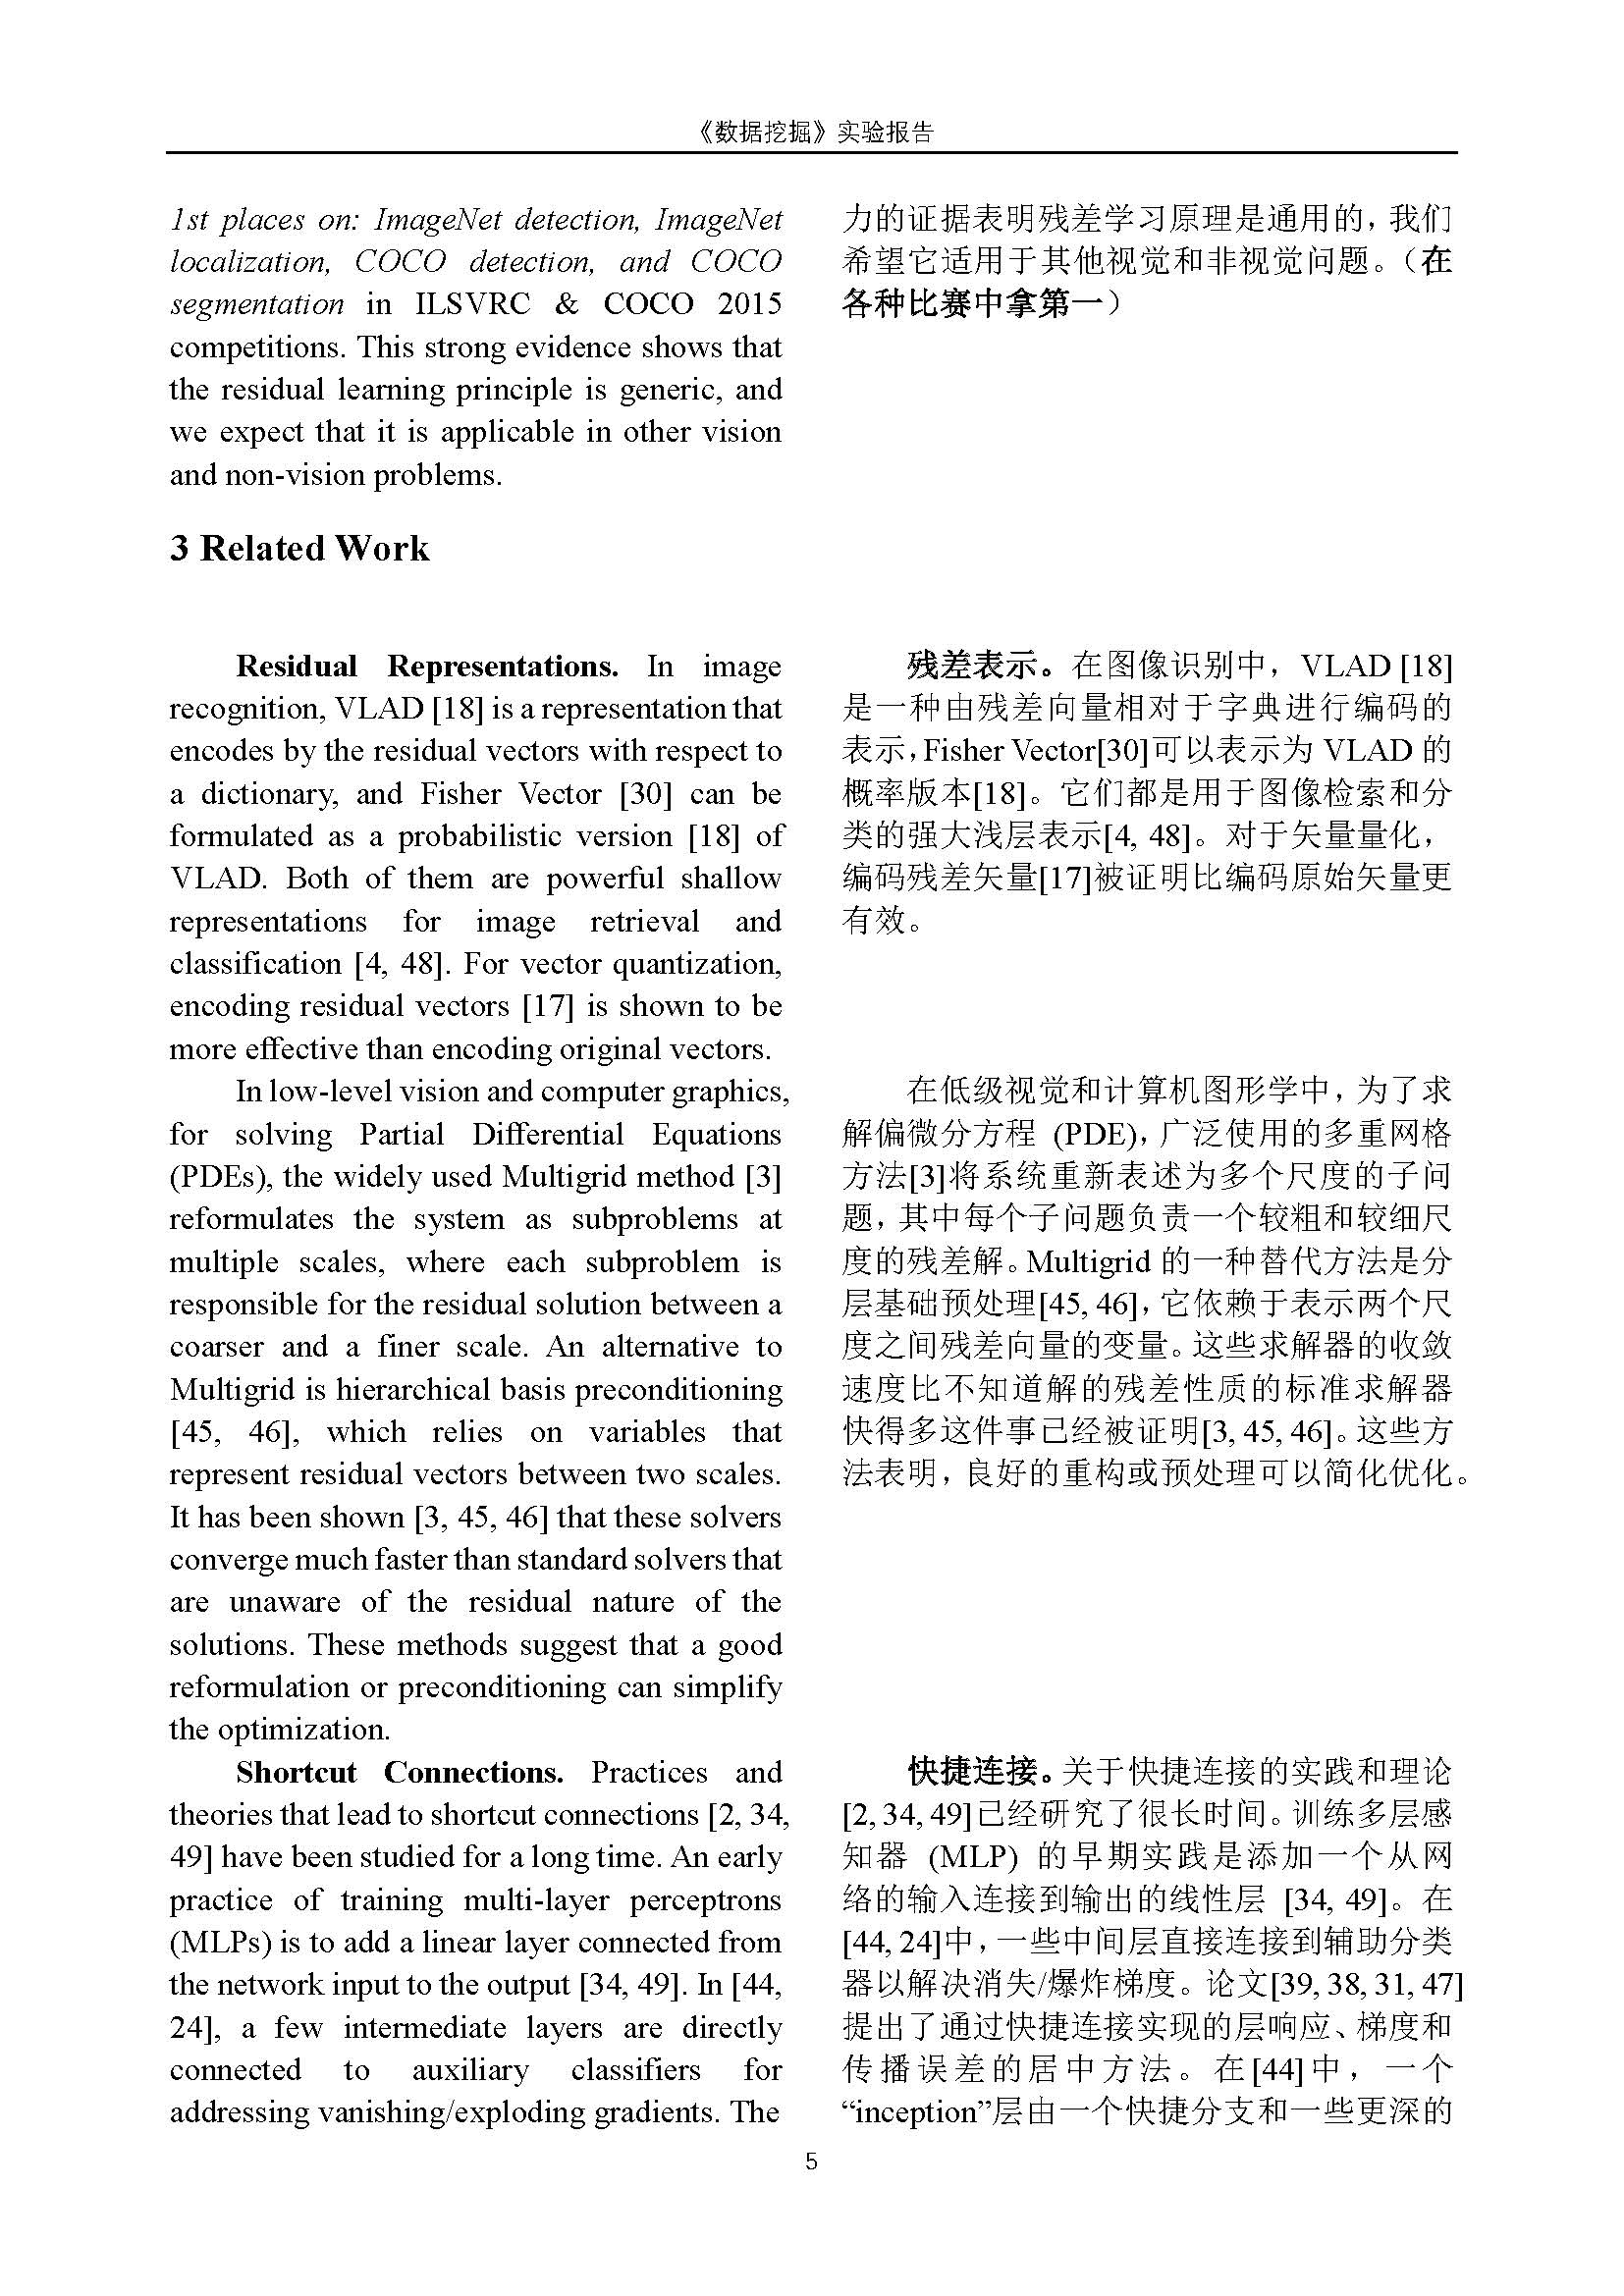 《数据挖掘》实验报告
1st places on: ImageNet detection, ImageNet
localization, COCO detection, and COCO
segmentation in ILSVRC & COCO 2015
competitions. This strong evidence shows that
the residual learning principle is generic, and
we expect that it is applicable in other vision
and non-vision problems.
力的证据表明残差学习原理是通用的，我们
希望它适用于其他视觉和非视觉问题。（在
各种比赛中拿第一）
3 Related Work
Residual Representations. In image
recognition, VLAD [18] is a representation that
encodes by the residual vectors with respect to
a dictionary, and Fisher Vector [30] can be
formulated as a probabilistic version [18] of
VLAD. Both of them are powerful shallow
representations for image retrieval and
classification [4, 48]. For vector quantization,
encoding residual vectors [17] is shown to be
more effective than encoding original vectors.
残差表示。在图像识别中，VLAD [18]
是一种由残差向量相对于字典进行编码的
表示，Fisher Vector[30]可以表示为 VLAD 的
概率版本[18]。它们都是用于图像检索和分
类的强大浅层表示[4, 48]。对于矢量量化，
编码残差矢量[17]被证明比编码原始矢量更
有效。
In low-level vision and computer graphics,
for solving Partial Differential Equations
(PDEs), the widely used Multigrid method [3]
reformulates the system as subproblems at
multiple scales, where each subproblem is
responsible for the residual solution between a
coarser and a finer scale. An alternative to
Multigrid is hierarchical basis preconditioning
[45, 46], which relies on variables that
represent residual vectors between two scales.
It has been shown [3, 45, 46] that these solvers
converge much faster than standard solvers that
are unaware of the residual nature of the
solutions. These methods suggest that a good
reformulation or preconditioning can simplify
the optimization.
在低级视觉和计算机图形学中，为了求
解偏微分方程 (PDE)，广泛使用的多重网格
方法[3]将系统重新表述为多个尺度的子问
题，其中每个子问题负责一个较粗和较细尺
度的残差解。Multigrid 的一种替代方法是分
层基础预处理[45, 46]，它依赖于表示两个尺
度之间残差向量的变量。这些求解器的收敛
速度比不知道解的残差性质的标准求解器
快得多这件事已经被证明[3, 45, 46]。这些方
法表明，良好的重构或预处理可以简化优化。
Shortcut Connections. Practices and
theories that lead to shortcut connections [2, 34,
49] have been studied for a long time. An early
practice of training multi-layer perceptrons
(MLPs) is to add a linear layer connected from
the network input to the output [34, 49]. In [44,
24], a few intermediate layers are directly
connected to auxiliary classifiers for
addressing vanishing/exploding gradients. The
快捷连接。关于快捷连接的实践和理论
[2, 34, 49]已经研究了很长时间。训练多层感
知器 (MLP) 的早期实践是添加一个从网
络的输入连接到输出的线性层 [34, 49]。在
[44, 24]中，一些中间层直接连接到辅助分类
器以解决消失/爆炸梯度。论文[39, 38, 31, 47]
提出了通过快捷连接实现的层响应、梯度和
传播误差的居中方法。在[44]中，一个
“inception”层由一个快捷分支和一些更深的
5